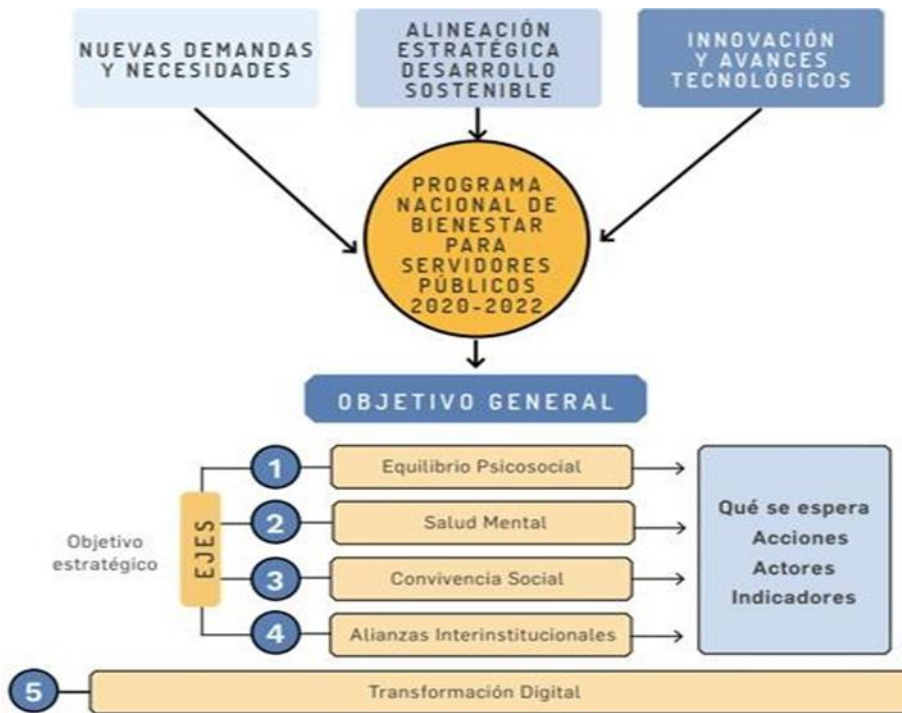 NUEVAS DEMANDAS
Y NECESIDADES
ALINEACIÓN
ESTRATÉGICA
DESARROLLO
SOSTENIBLE
INNOVACIÓN
Y AVANCES
TECNOLÓGICOS
PROGRAMA
NACIONAL DE
BIENESTAR
PARA
SERVIDORES
PÚBLICOS
2020-2022
OBJETIVO GENERAL
Objetivo
estratégico
EJES
1
Equilibrio Psicosocial
2
Salud Mental
3
Convivencia Social
4
Alianzas Interinstitucionales
Qué se espera
Acciones
Actores
Indicadores
5
Transformación Digital